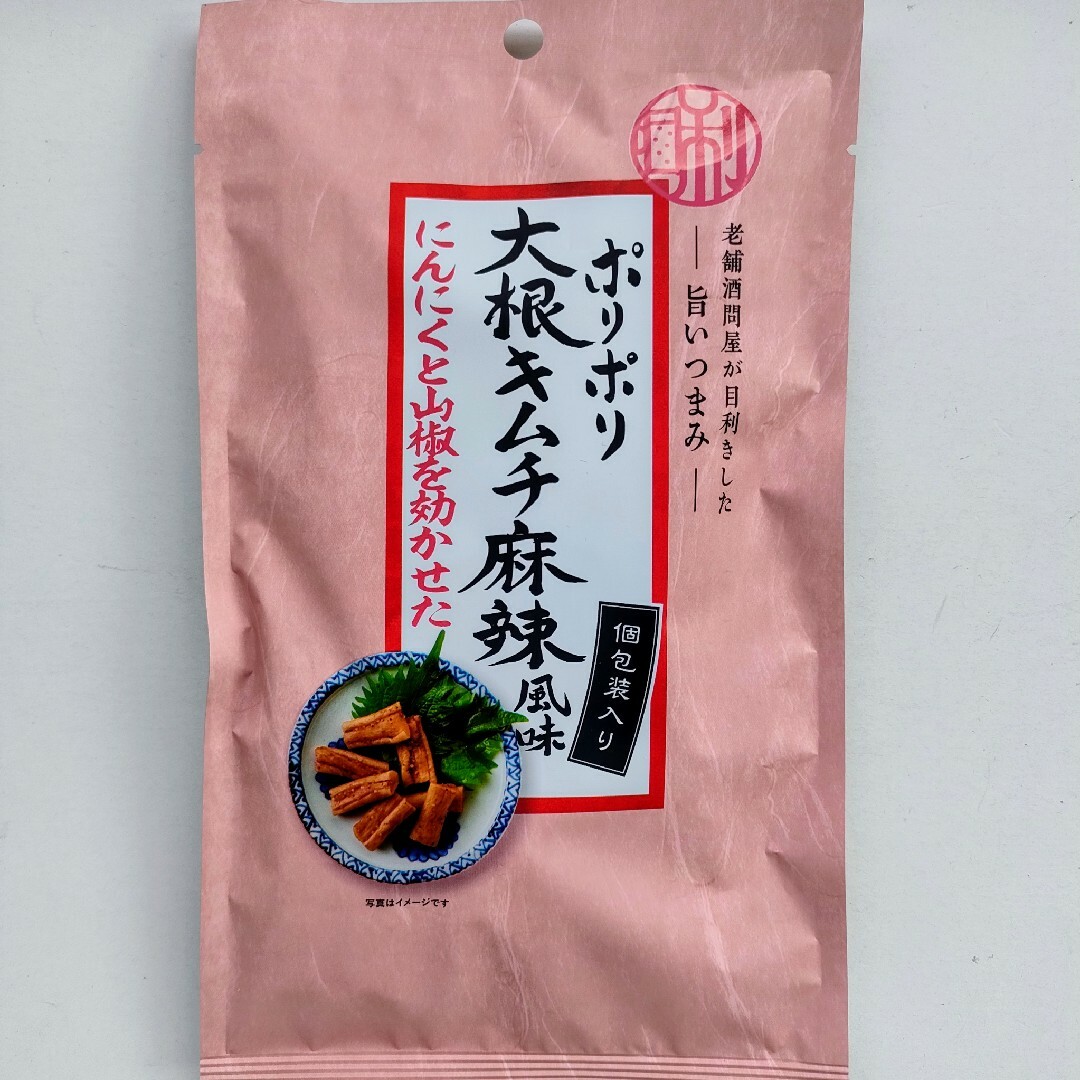 老舗酒問屋が目利きした
― 旨いつまみ ―
ポリポリ
大根キムチ麻辣風味
にんにくと山椒を効かせた
個包装入り
写真はイメージです